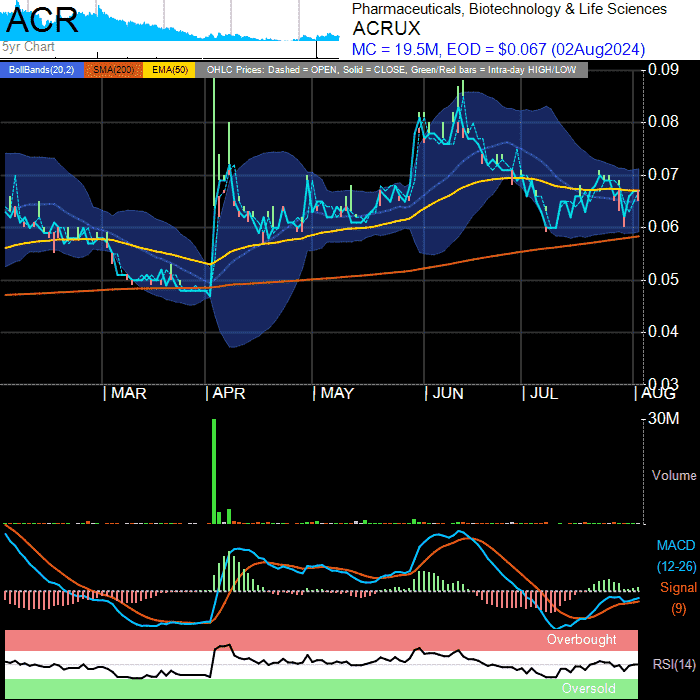 ACR
5yr Chart
Pharmaceuticals, Biotechnology & Life Sciences
ACRUX
MC = 19.5M, EOD = $0.067 (02Aug2024)
BollBands(20,2) SMA(200) EMA(50) OHLC Prices: Dashed = OPEN, Solid = CLOSE, Green/Red bars = Intra-day HIGH/LOW
0.09
0.08
0.07
0.06
0.05
0.04
0.03
MAR APR MAY JUN JUL AUG
30M
Volume
MACD
(12-26)
Signal
(9)
Overbought
RSI(14)
Oversold